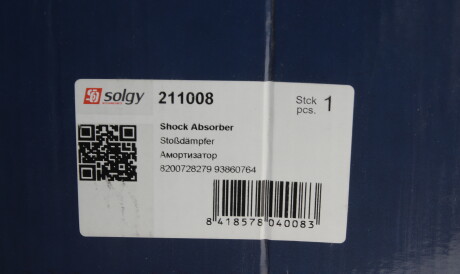 solgy 211008 Stck pcs. 1
Shock Absorber
Stoßdämpfer
Амортизатор
8200728279 93860764
8 418578 040083